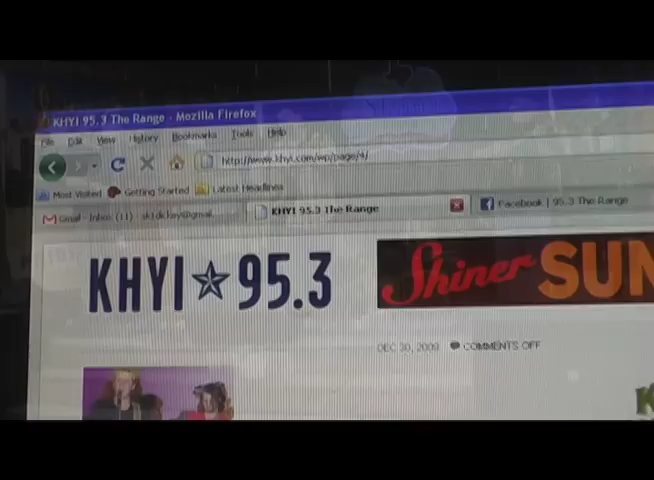 KHYI 95.3 The Range - Mozilla Firefox
File Edit View History Bookmarks Tools Help
http://www.khyi.com/wp/page/4/
Most Visited Getting Started Latest Headlines
Gmail - Inbox (11) KHYI 95.3 The Range Facebook | 95.3 The Range
KHYI 95.3 Shiner SUN
DEC 30, 2009 COMMENTS OFF